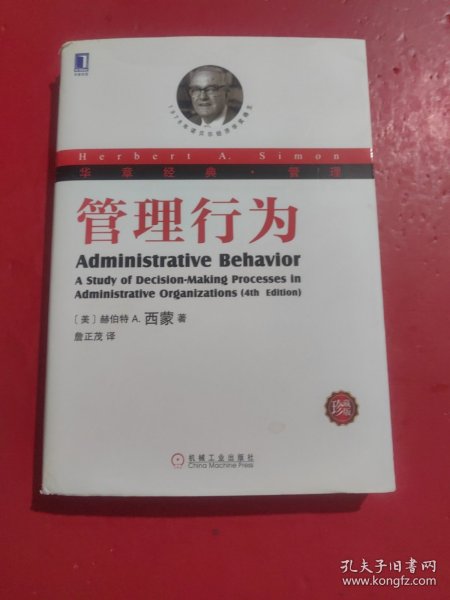 1978年诺贝尔经济学奖得主
Herbert A. Simon
华章经典·管理
管理行为
Administrative Behavior
A Study of Decision-Making Processes in
Administrative Organizations (4th Edition)
〔美〕赫伯特 A. 西蒙 著
詹正茂 译
珍藏版
机械工业出版社
China Machine Press
孔夫子旧书网
www.kongfz.com